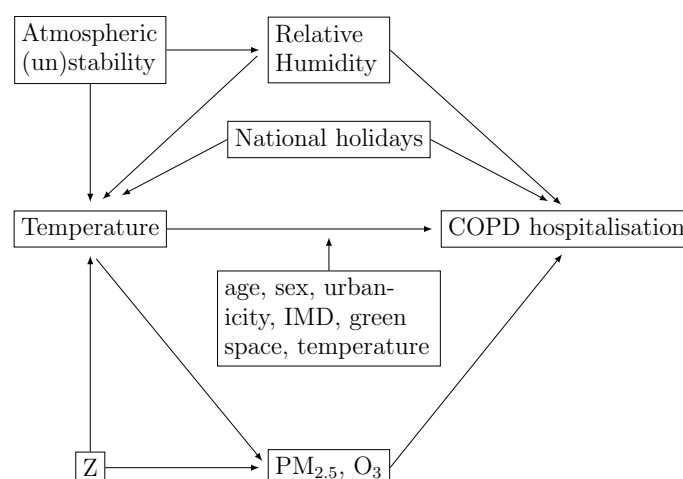 Atmospheric
(un)stability
Relative
Humidity
National holidays
Temperature
COPD hospitalisation
age, sex, urban-
icity, IMD, green
space, temperature
Z
PM2.5, O3